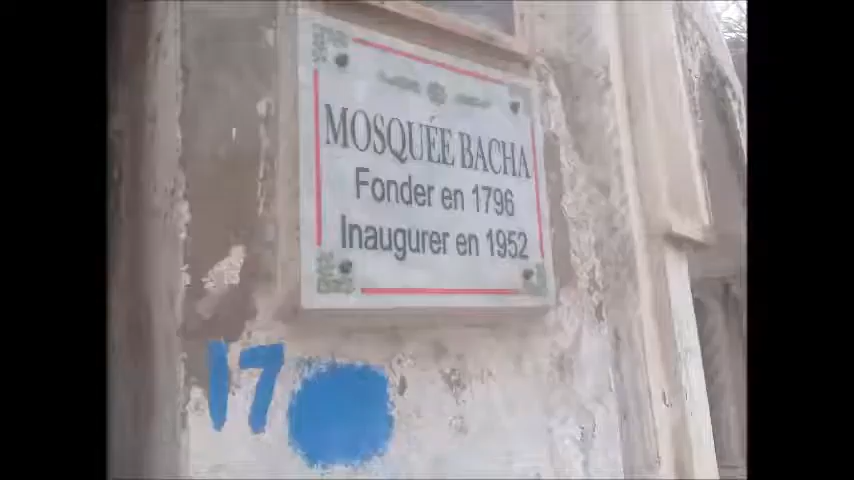 MOSQUÉE BACHA
Fonder en 1796
Inaugurer en 1952
17